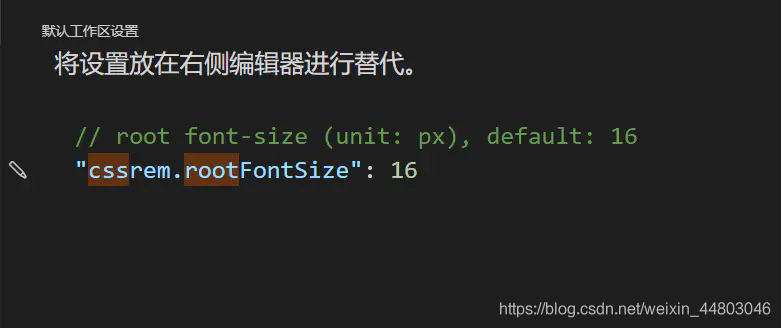 默认工作区设置
将设置放在右侧编辑器进行替代。
// root font-size (unit: px), default: 16
"cssrem.rootFontSize": 16
https://blog.csdn.net/weixin_44803046